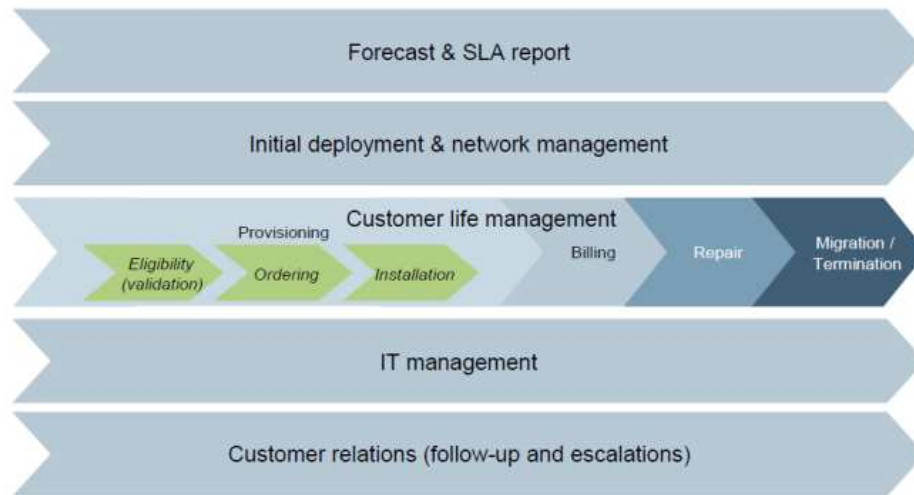 Forecast & SLA report
Initial deployment & network management
Customer life management
Provisioning
Eligibility
(validation)
Ordering
Installation
Billing
Repair
Migration /
Termination
IT management
Customer relations (follow-up and escalations)